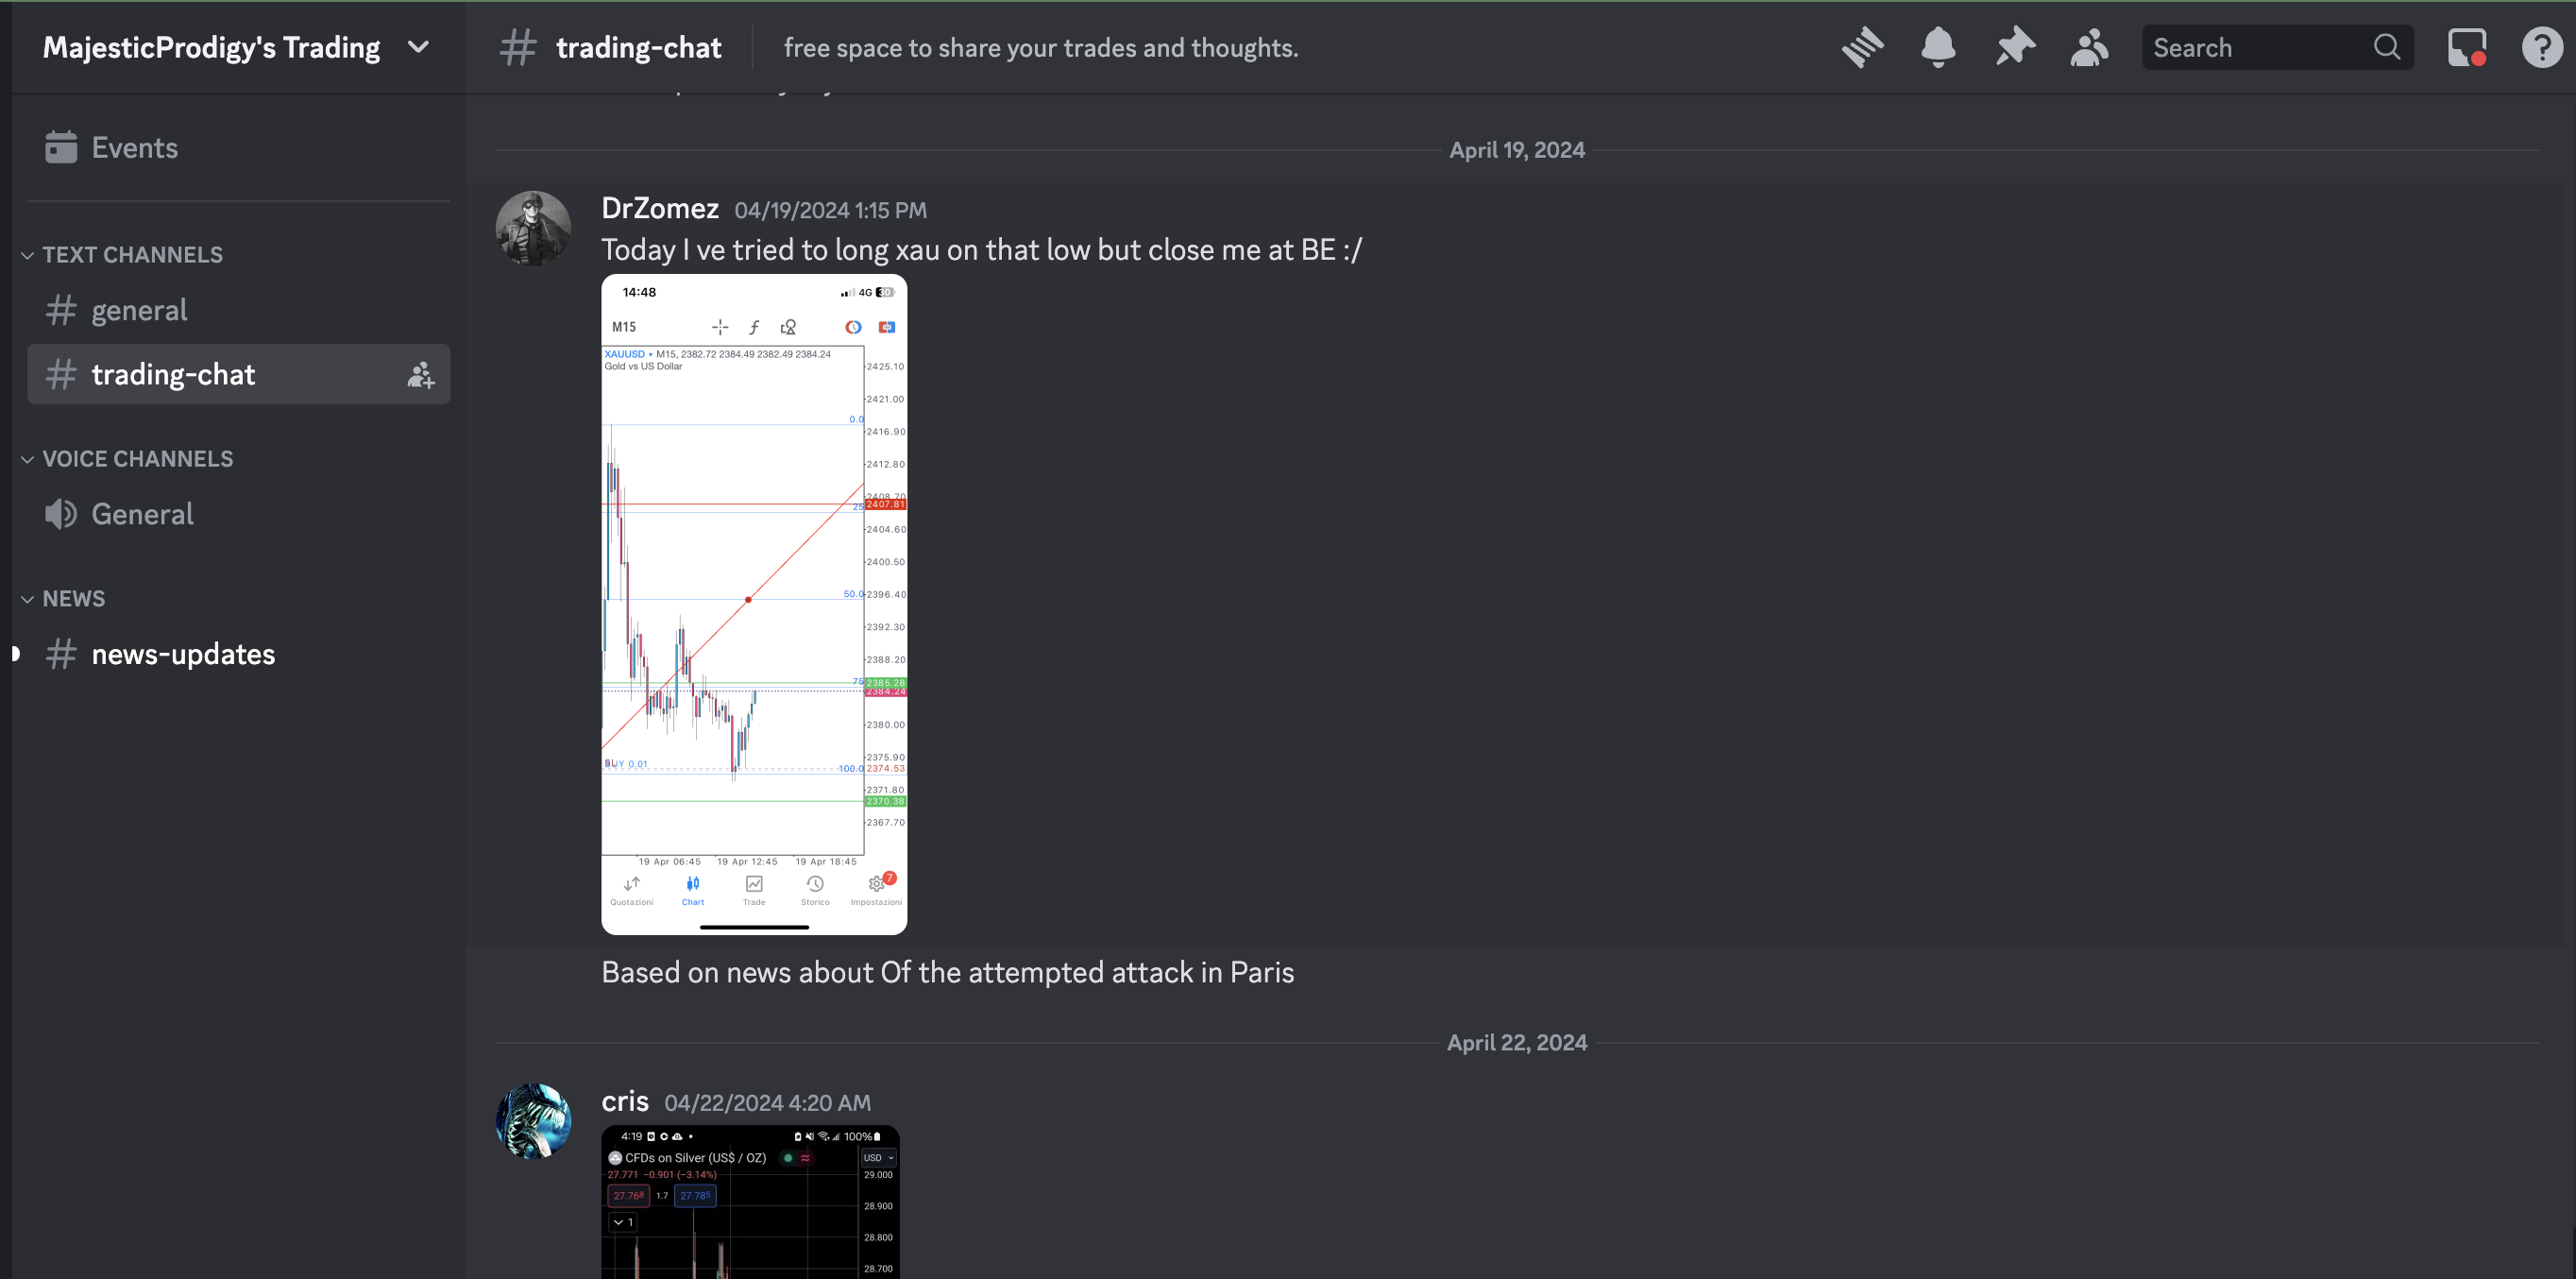 MajesticProdigy's Trading
Events
TEXT CHANNELS
general
trading-chat
VOICE CHANNELS
General
NEWS
news-updates
trading-chat
free space to share your trades and thoughts.
Search
April 19, 2024
DrZomez 04/19/2024 1:15 PM
Today I ve tried to long xau on that low but close me at BE :/
14:48
4G
M15
XAUUSD M15, 2382.72 2384.49 2382.49 2384.24
Gold vs US Dollar
2425.10
2421.00
0.0
2416.90
2412.80
2408.70
2407.81
25
2404.60
2400.50
50.0
2396.40
2392.30
2388.20
75
2385.28
2384.24
2380.00
2375.90
BUY 0.01
100.0
2374.53
2371.80
2370.38
2367.70
19 Apr 06:45 19 Apr 12:45 19 Apr 18:45
7
Quotazioni Chart Trade Storico Impostazioni
Based on news about Of the attempted attack in Paris
April 22, 2024
cris 04/22/2024 4:20 AM
4:19
100%
CFDs on Silver (US$ / OZ)
USD
27.771 −0.901 (−3.14%)
29.000
27.768 1.7 27.785
28.900
1
28.800
28.700